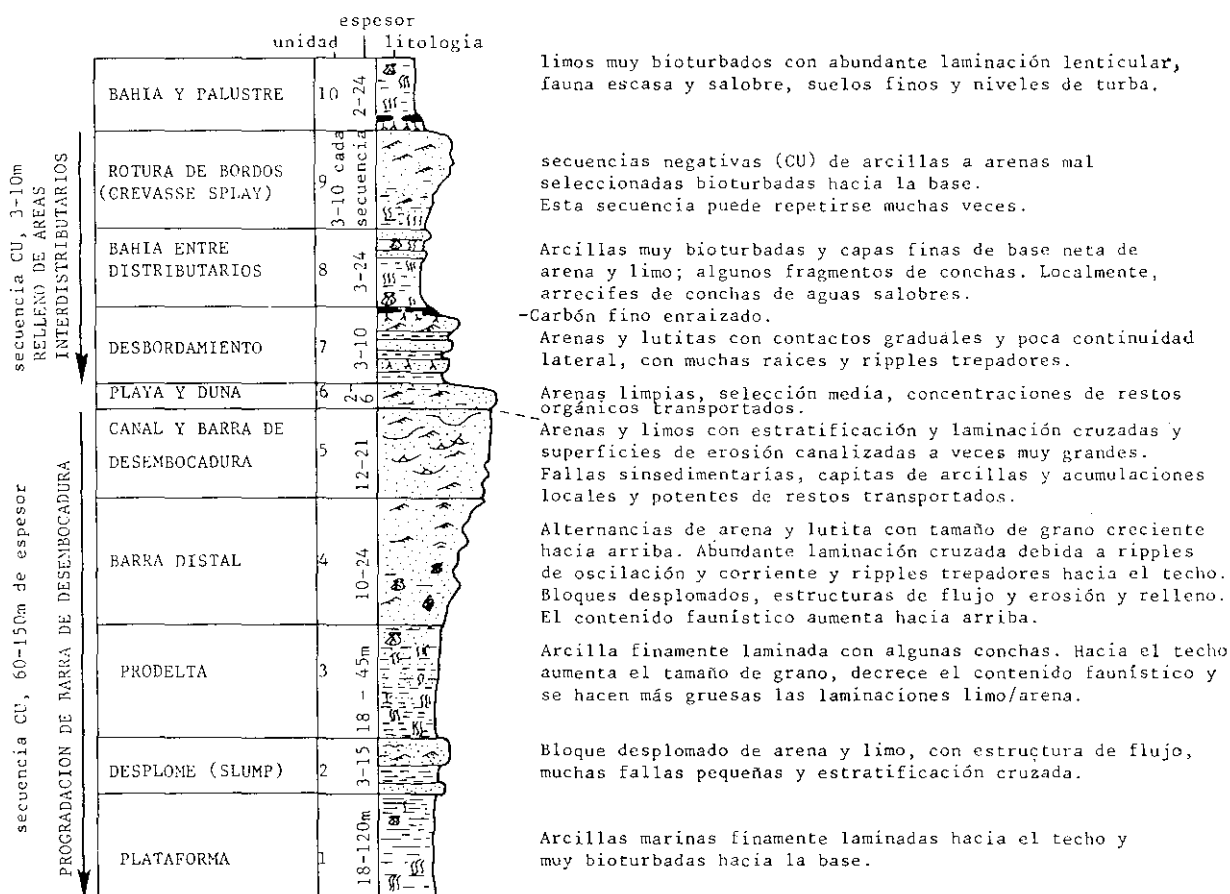 espesor
unidad litología
BAHIA Y PALUSTRE 10 2-24
limos muy bioturbados con abundante laminación lenticular,
fauna escasa y salobre, suelos finos y niveles de turba.
ROTURA DE BORDOS
(CREVASSE SPLAY)
9
3-10 cada
secuencia
secuencias negativas (CU) de arcillas a arenas mal
seleccionadas bioturbadas hacia la base.
Esta secuencia puede repetirse muchas veces.
BAHIA ENTRE
DISTRIBUTARIOS
8
3-24
Arcillas muy bioturbadas y capas finas de base neta de
arena y limo; algunos fragmentos de conchas. Localmente,
arrecifes de conchas de aguas salobres.
-Carbón fino enraizado.
DESBORDAMIENTO 7 3-10
Arenas y lutitas con contactos graduales y poca continuidad
lateral, con muchas raices y ripples trepadores.
PLAYA Y DUNA 6 2-6
Arenas limpias, selección media, concentraciones de restos
orgánicos transportados.
CANAL Y BARRA DE
DESEMBOCADURA
5
12-21
Arenas y limos con estratificación y laminación cruzadas y
superficies de erosión canalizadas a veces muy grandes.
Fallas sinsedimentarias, capitas de arcillas y acumulaciones
locales y potentes de restos transportados.
BARRA DISTAL 4 10-24
Alternancias de arena y lutita con tamaño de grano creciente
hacia arriba. Abundante laminación cruzada debida a ripples
de oscilación y corriente y ripples trepadores hacia el techo.
Bloques desplomados, estructuras de flujo y erosión y relleno.
El contenido faunístico aumenta hacia arriba.
PRODELTA 3 18 - 45m
Arcilla finamente laminada con algunas conchas. Hacia el techo
aumenta el tamaño de grano, decrece el contenido faunístico y
se hacen más gruesas las laminaciones limo/arena.
DESPLOME (SLUMP) 2 3-15
Bloque desplomado de arena y limo, con estructura de flujo,
muchas fallas pequeñas y estratificación cruzada.
PLATAFORMA 1 18-120m
Arcillas marinas finamente laminadas hacia el techo y
muy bioturbadas hacia la base.
secuencia CU, 3-10m
RELLENO DE AREAS
INTERDISTRIBUTARIOS
secuencia CU, 60-150m de espesor
PROGRADACION DE BARRA DE DESEMBOCADURA